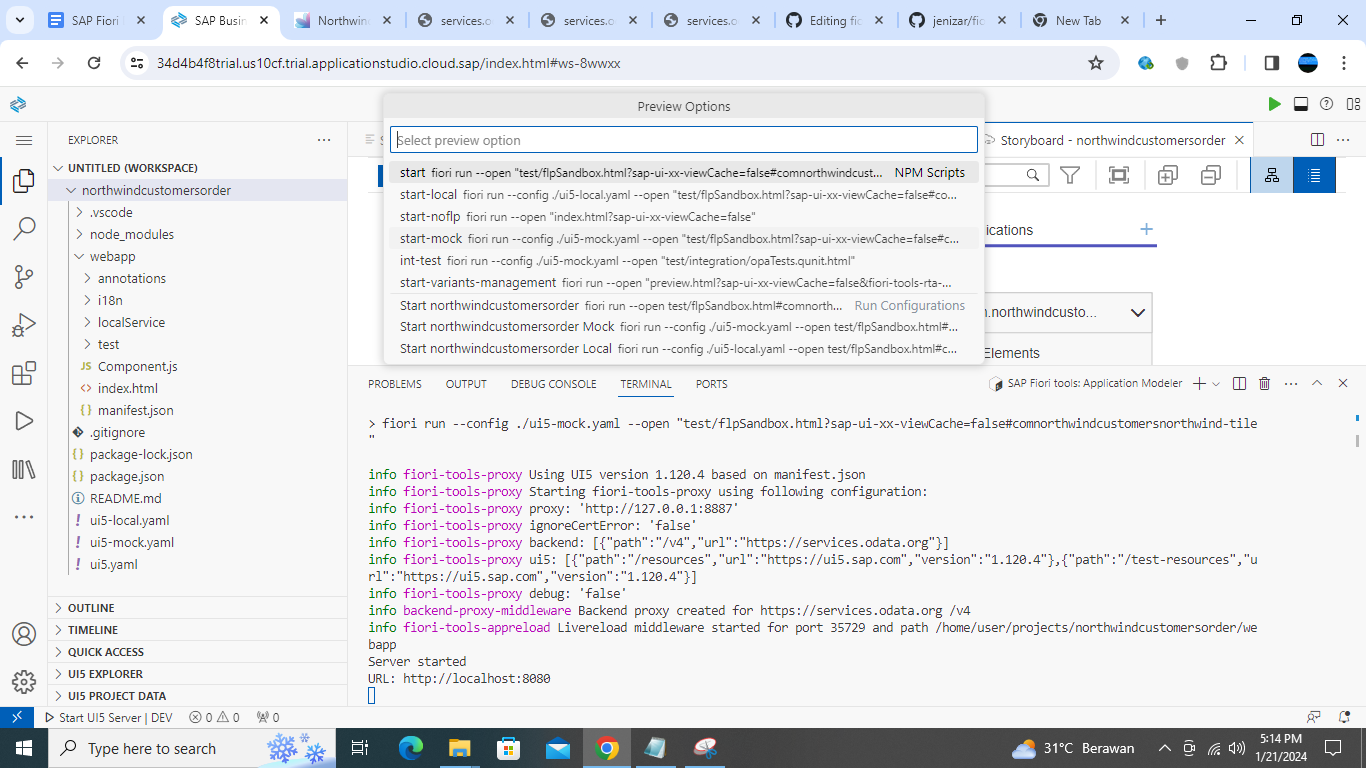 SAP Fiori
SAP Busin
Northwin
services.o
services.o
services.o
Editing fi
jenizar/fio
New Tab
34d4b4f8trial.us10cf.trial.applicationstudio.cloud.sap/index.html#ws-8wwxx
Preview Options
Select preview option
start fiori run --open "test/flpSandbox.html?sap-ui-xx-viewCache=false#comnorthwindcust... NPM Scripts
start-local fiori run --config ./ui5-local.yaml --open "test/flpSandbox.html?sap-ui-xx-viewCache=false#co...
start-noflp fiori run --open "index.html?sap-ui-xx-viewCache=false"
start-mock fiori run --config ./ui5-mock.yaml --open "test/flpSandbox.html?sap-ui-xx-viewCache=false#c...
int-test fiori run --config ./ui5-mock.yaml --open "test/integration/opaTests.qunit.html"
start-variants-management fiori run --open "preview.html?sap-ui-xx-viewCache=false&fiori-tools-rta-...
Start northwindcustomersorder fiori run --open test/flpSandbox.html#comnorth... Run Configurations
Start northwindcustomersorder Mock fiori run --config ./ui5-mock.yaml --open test/flpSandbox.html#...
Start northwindcustomersorder Local fiori run --config ./ui5-local.yaml --open test/flpSandbox.html#c...
EXPLORER
UNTITLED (WORKSPACE)
northwindcustomersorder
.vscode
node_modules
webapp
annotations
i18n
localService
test
JS Component.js
index.html
manifest.json
.gitignore
package-lock.json
package.json
README.md
ui5-local.yaml
ui5-mock.yaml
ui5.yaml
OUTLINE
TIMELINE
QUICK ACCESS
UI5 EXPLORER
UI5 PROJECT DATA
Storyboard - northwindcustomersorder
ications
n.northwindcusto...
Elements
PROBLEMS OUTPUT DEBUG CONSOLE TERMINAL PORTS
SAP Fiori tools: Application Modeler
> fiori run --config ./ui5-mock.yaml --open "test/flpSandbox.html?sap-ui-xx-viewCache=false#comnorthwindcustomersnorthwind-tile
"
info fiori-tools-proxy Using UI5 version 1.120.4 based on manifest.json
info fiori-tools-proxy Starting fiori-tools-proxy using following configuration:
info fiori-tools-proxy proxy: 'http://127.0.0.1:8887'
info fiori-tools-proxy ignoreCertError: 'false'
info fiori-tools-proxy backend: [{"path":"/v4","url":"https://services.odata.org"}]
info fiori-tools-proxy ui5: [{"path":"/resources","url":"https://ui5.sap.com","version":"1.120.4"},{"path":"/test-resources","u
rl":"https://ui5.sap.com","version":"1.120.4"}]
info fiori-tools-proxy debug: 'false'
info backend-proxy-middleware Backend proxy created for https://services.odata.org /v4
info fiori-tools-appreload Livereload middleware started for port 35729 and path /home/user/projects/northwindcustomersorder/we
bapp
Server started
URL: http://localhost:8080
Start UI5 Server | DEV
0
0
0
Type here to search
31°C Berawan
5:14 PM
1/21/2024